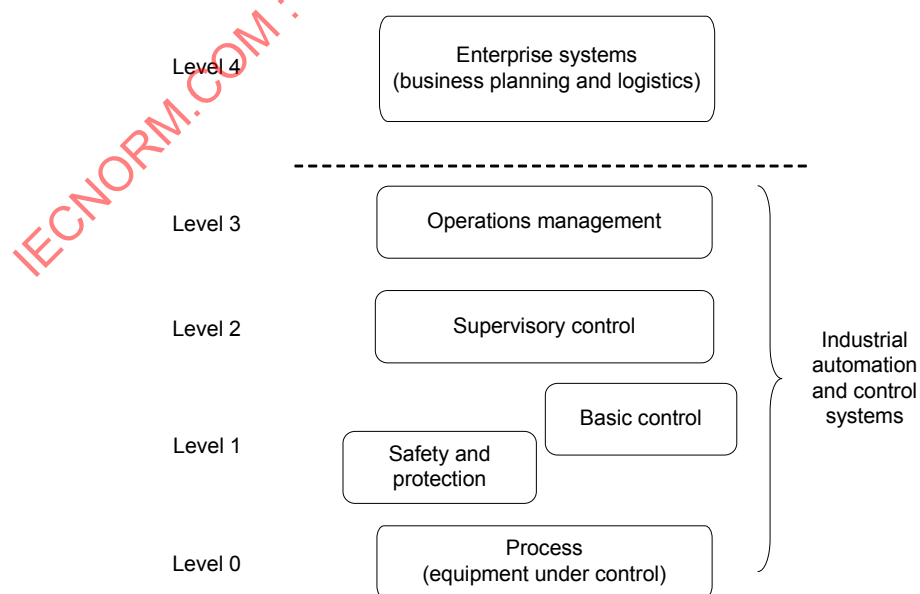 IECNORM.COM :
Level 4
Enterprise systems
(business planning and logistics)
Level 3
Operations management
Level 2
Supervisory control
Industrial
automation
and control
systems
Basic control
Level 1
Safety and
protection
Process
(equipment under control)
Level 0